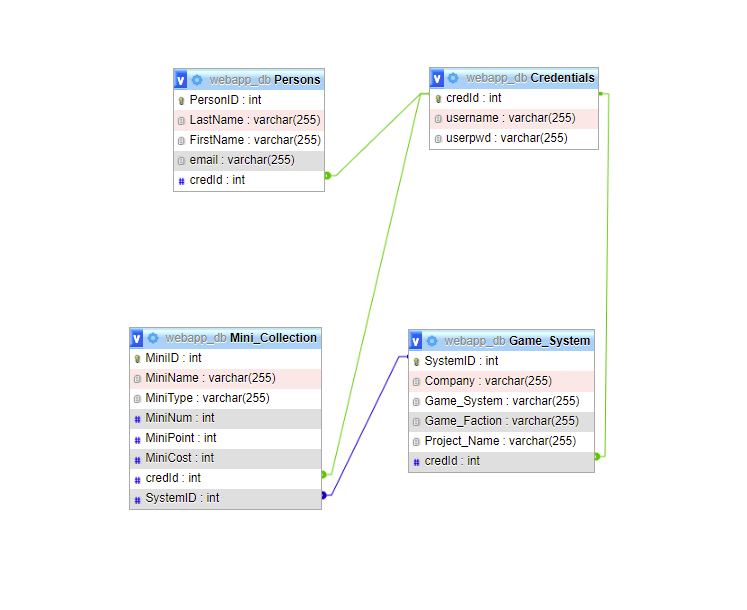 v webapp_db Persons
PersonID : int
LastName : varchar(255)
FirstName : varchar(255)
email : varchar(255)
# credId : int
v webapp_db Credentials
credId : int
username : varchar(255)
userpwd : varchar(255)
v webapp_db Mini_Collection
MiniID : int
MiniName : varchar(255)
MiniType : varchar(255)
# MiniNum : int
# MiniPoint : int
# MiniCost : int
# credId : int
# SystemID : int
v webapp_db Game_System
SystemID : int
Company : varchar(255)
Game_System : varchar(255)
Game_Faction : varchar(255)
Project_Name : varchar(255)
# credId : int